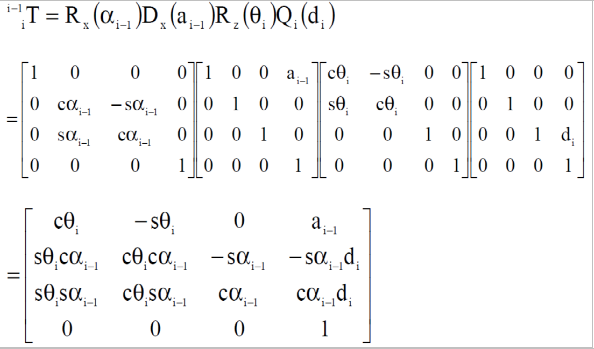 ⁱ⁻¹ᵢT = Rₓ(αᵢ₋₁)Dₓ(aᵢ₋₁)R_z(θᵢ)Qᵢ(dᵢ)
= [1 0 0 0] [1 0 0 aᵢ₋₁] [cθᵢ −sθᵢ 0 0] [1 0 0 0]
[0 cαᵢ₋₁ −sαᵢ₋₁ 0] [0 1 0 0] [sθᵢ cθᵢ 0 0] [0 1 0 0]
[0 sαᵢ₋₁ cαᵢ₋₁ 0] [0 0 1 0] [0 0 1 0] [0 0 1 dᵢ]
[0 0 0 1] [0 0 0 1] [0 0 0 1] [0 0 0 1]
= [cθᵢ −sθᵢ 0 aᵢ₋₁]
[sθᵢcαᵢ₋₁ cθᵢcαᵢ₋₁ −sαᵢ₋₁ −sαᵢ₋₁dᵢ]
[sθᵢsαᵢ₋₁ cθᵢsαᵢ₋₁ cαᵢ₋₁ cαᵢ₋₁dᵢ]
[0 0 0 1]